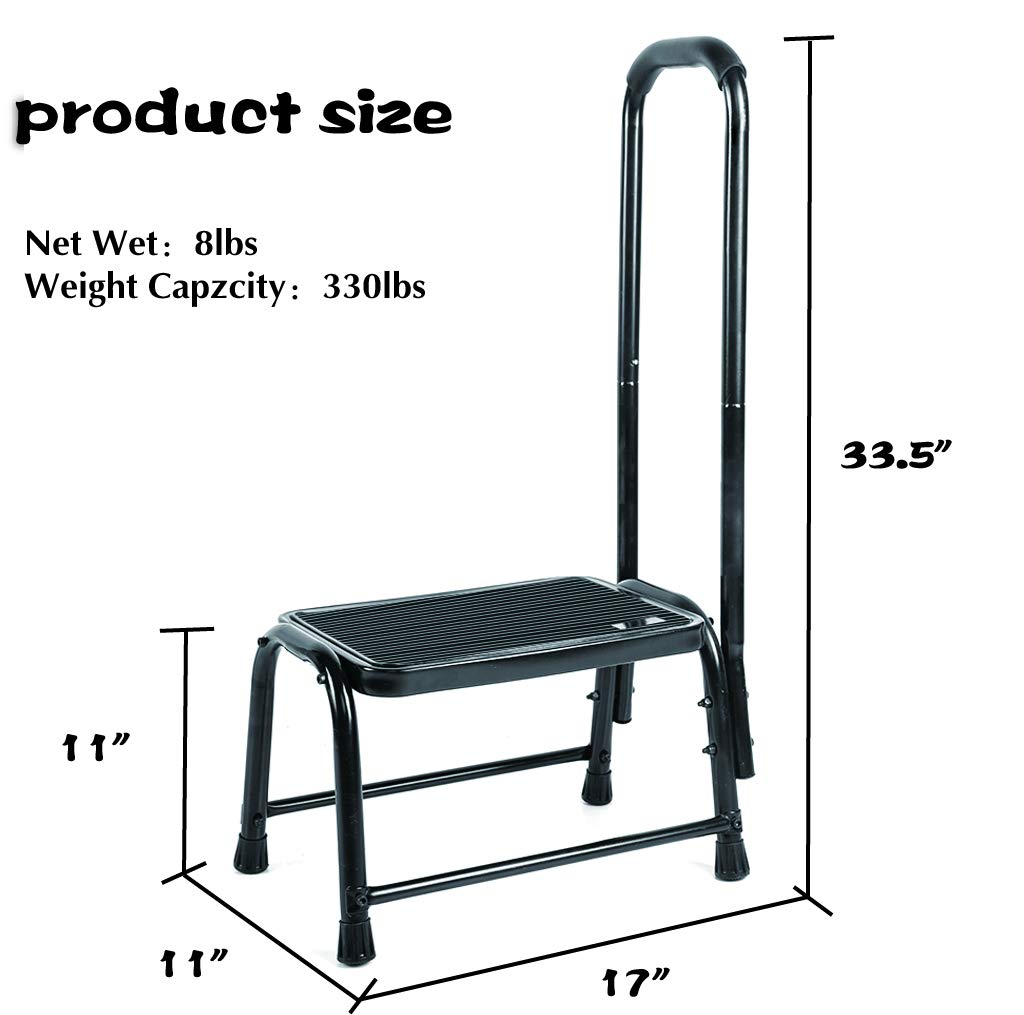 product size
Net Wet：8lbs
Weight Capzcity：330lbs
33.5”
11”
11”
17”